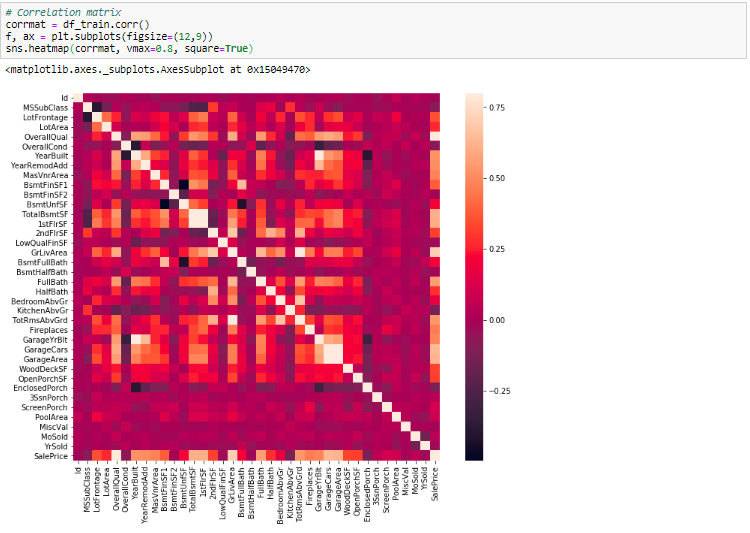 # Correlation matrix
corrmat = df_train.corr()
f, ax = plt.subplots(figsize=(12,9))
sns.heatmap(corrmat, vmax=0.8, square=True)
<matplotlib.axes._subplots.AxesSubplot at 0x15049470>
Id
MSSubClass
LotFrontage
LotArea
OverallQual
OverallCond
YearBuilt
YearRemodAdd
MasVnrArea
BsmtFinSF1
BsmtFinSF2
BsmtUnfSF
TotalBsmtSF
1stFlrSF
2ndFlrSF
LowQualFinSF
GrLivArea
BsmtFullBath
BsmtHalfBath
FullBath
HalfBath
BedroomAbvGr
KitchenAbvGr
TotRmsAbvGrd
Fireplaces
GarageYrBlt
GarageCars
GarageArea
WoodDeckSF
OpenPorchSF
EnclosedPorch
3SsnPorch
ScreenPorch
PoolArea
MiscVal
MoSold
YrSold
SalePrice
0.75
0.50
0.25
0.00
−0.25
Id
MSSubClass
LotFrontage
LotArea
OverallQual
OverallCond
YearBuilt
YearRemodAdd
MasVnrArea
BsmtFinSF1
BsmtFinSF2
BsmtUnfSF
TotalBsmtSF
1stFlrSF
2ndFlrSF
LowQualFinSF
GrLivArea
BsmtFullBath
BsmtHalfBath
FullBath
HalfBath
BedroomAbvGr
KitchenAbvGr
TotRmsAbvGrd
Fireplaces
GarageYrBlt
GarageCars
GarageArea
WoodDeckSF
OpenPorchSF
EnclosedPorch
3SsnPorch
ScreenPorch
PoolArea
MiscVal
MoSold
YrSold
SalePrice